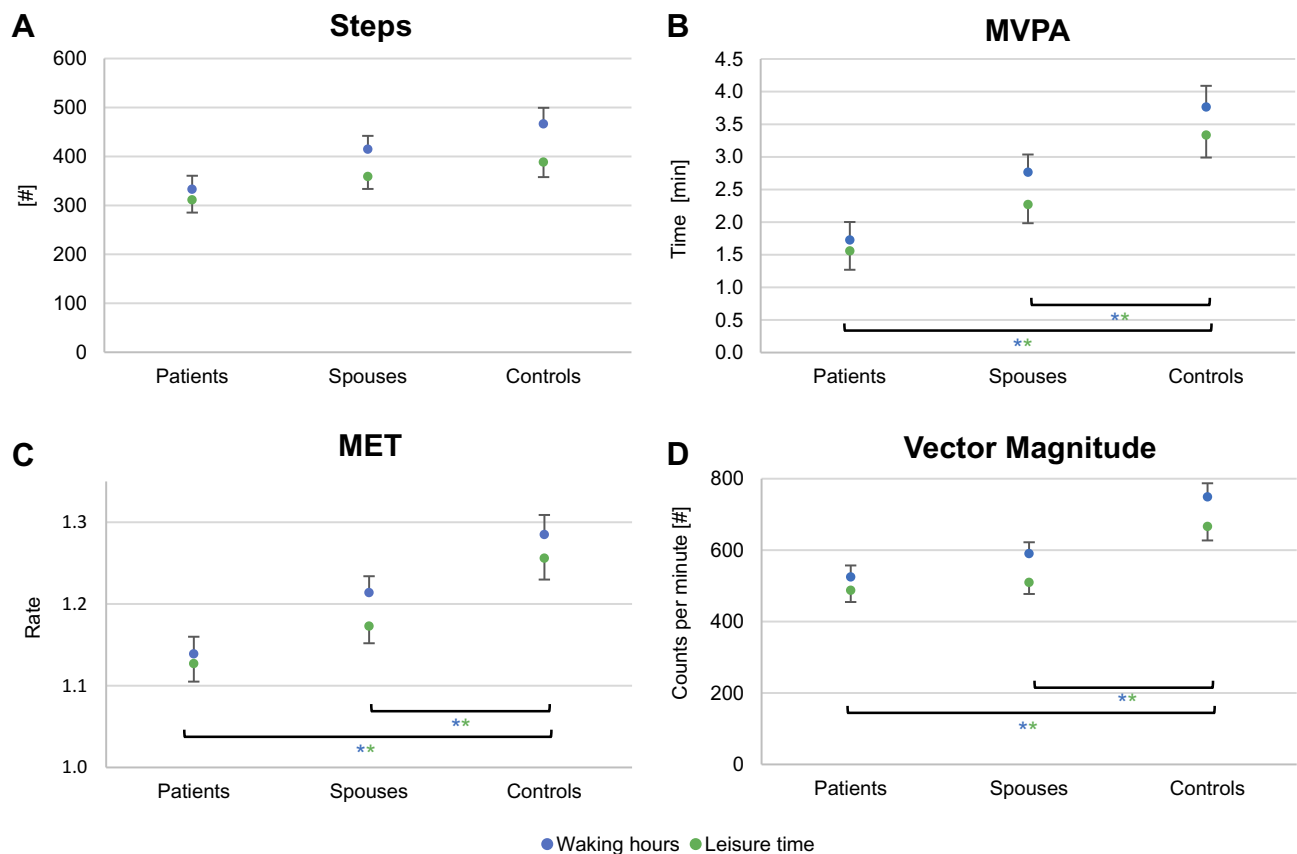 A
Steps
600
500
400
300
200
100
0
[#]
Patients Spouses Controls
B
MVPA
4.5
4.0
3.5
3.0
2.5
2.0
1.5
1.0
0.5
0.0
Time [min]
**
**
Patients Spouses Controls
C
MET
1.3
1.2
1.1
1.0
Rate
**
**
Patients Spouses Controls
D
Vector Magnitude
800
600
400
200
0
Counts per minute [#]
**
**
Patients Spouses Controls
Waking hours Leisure time